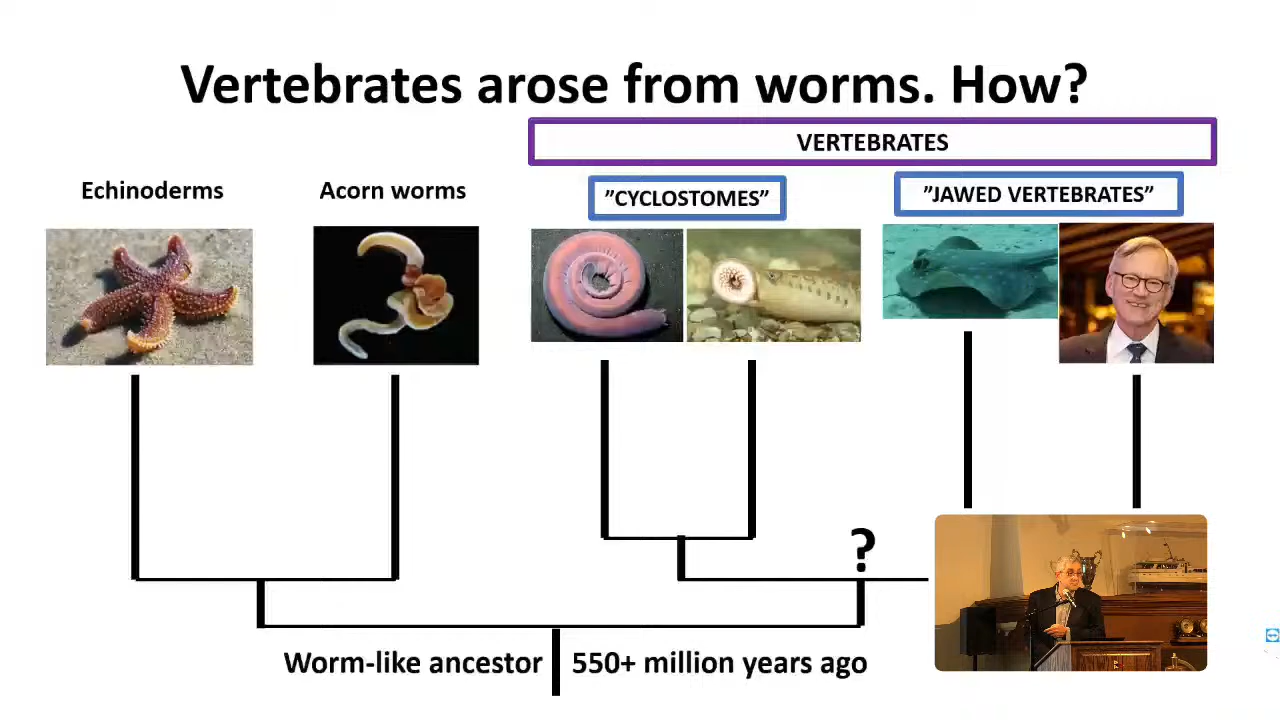 Vertebrates arose from worms. How?
VERTEBRATES
Echinoderms
Acorn worms
”CYCLOSTOMES”
”JAWED VERTEBRATES”
?
Worm-like ancestor
550+ million years ago